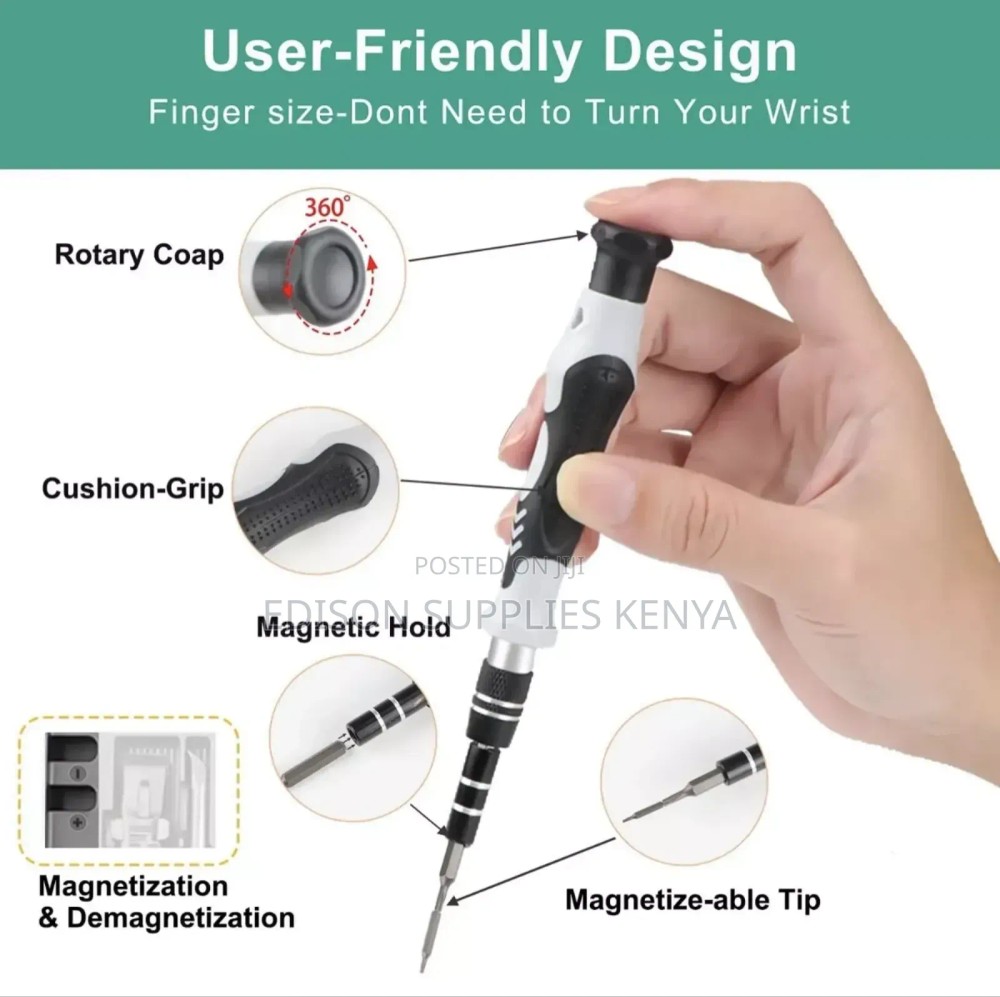 User-Friendly Design
Finger size-Dont Need to Turn Your Wrist
360°
Rotary Coap
Cushion-Grip
POSTED ON JIJI
EDISON SUPPLIES KENYA
Magnetic Hold
Magnetization
& Demagnetization
Magnetize-able Tip